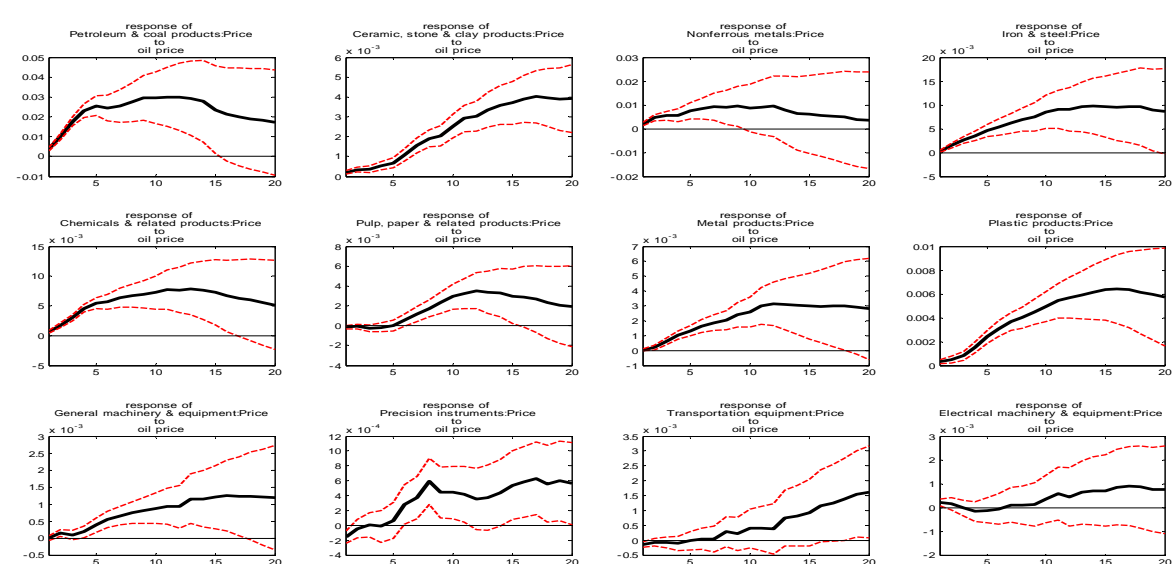 response of
Petroleum & coal products:Price
to
oil price
0.05
0.04
0.03
0.02
0.01
0
-0.01
5 10 15 20
response of
Ceramic, stone & clay products:Price
to
oil price
x 10^-3
6
5
4
3
2
1
0
5 10 15 20
response of
Nonferrous metals:Price
to
oil price
0.03
0.02
0.01
0
-0.01
-0.02
5 10 15 20
response of
Iron & steel:Price
to
oil price
x 10^-3
20
15
10
5
0
-5
5 10 15 20
response of
Chemicals & related products:Price
to
oil price
x 10^-3
15
10
5
0
-5
5 10 15 20
response of
Pulp, paper & related products:Price
to
oil price
x 10^-3
8
6
4
2
0
-2
-4
5 10 15 20
response of
Metal products:Price
to
oil price
x 10^-3
7
6
5
4
3
2
1
0
-1
5 10 15 20
response of
Plastic products:Price
to
oil price
0.01
0.008
0.006
0.004
0.002
0
5 10 15 20
response of
General machinery & equipment:Price
to
oil price
x 10^-3
3
2.5
2
1.5
1
0.5
0
-0.5
5 10 15 20
response of
Precision instruments:Price
to
oil price
x 10^-4
12
10
8
6
4
2
0
-2
-4
5 10 15 20
response of
Transportation equipment:Price
to
oil price
x 10^-3
3.5
3
2.5
2
1.5
1
0.5
0
-0.5
5 10 15 20
response of
Electrical machinery & equipment:Price
to
oil price
x 10^-3
3
2
1
0
-1
-2
5 10 15 20